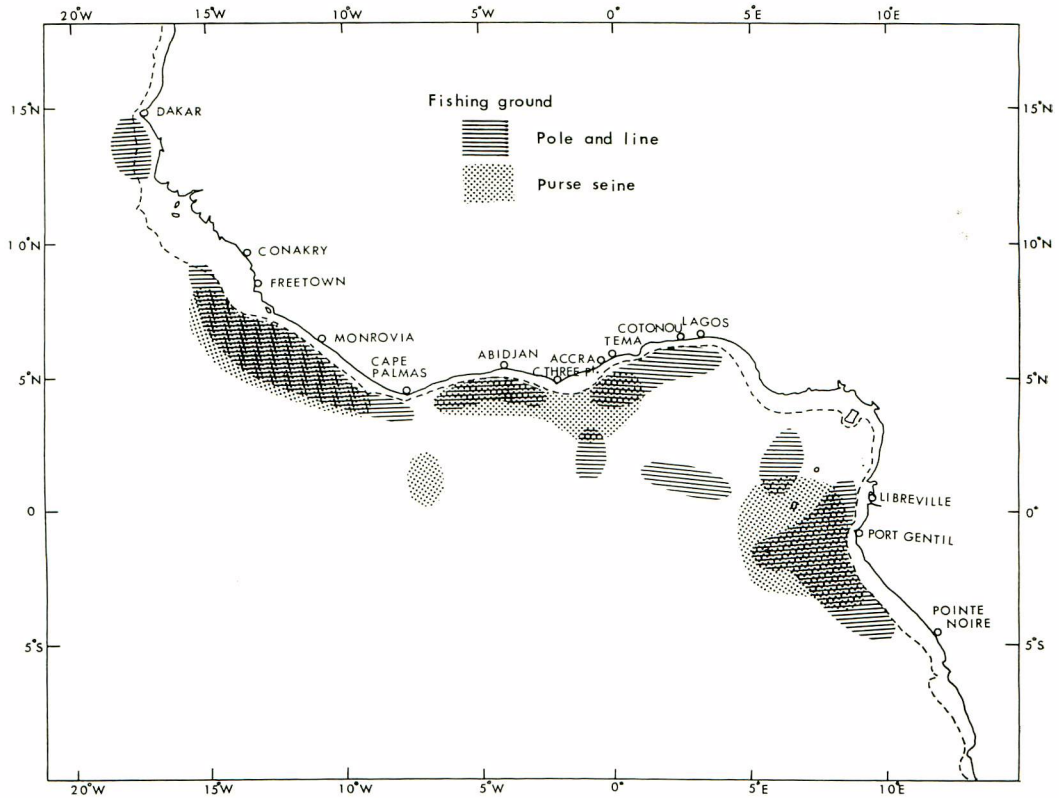 20°W 15°W 10°W 5°W 0° 5°E 10°E
15°N 15°N
DAKAR
Fishing ground
Pole and line
Purse seine
10°N 10°N
CONAKRY
FREETOWN
MONROVIA
CAPE
PALMAS
ABIDJAN
C.THREE P
ACCRA
TEMA
COTONOU
LAGOS
5°N 5°N
0 0°
LIBREVILLE
PORT GENTIL
POINTE
NOIRE
5°S 5°S
20°W 15°W 10°W 5°W 0° 5°E 10°E